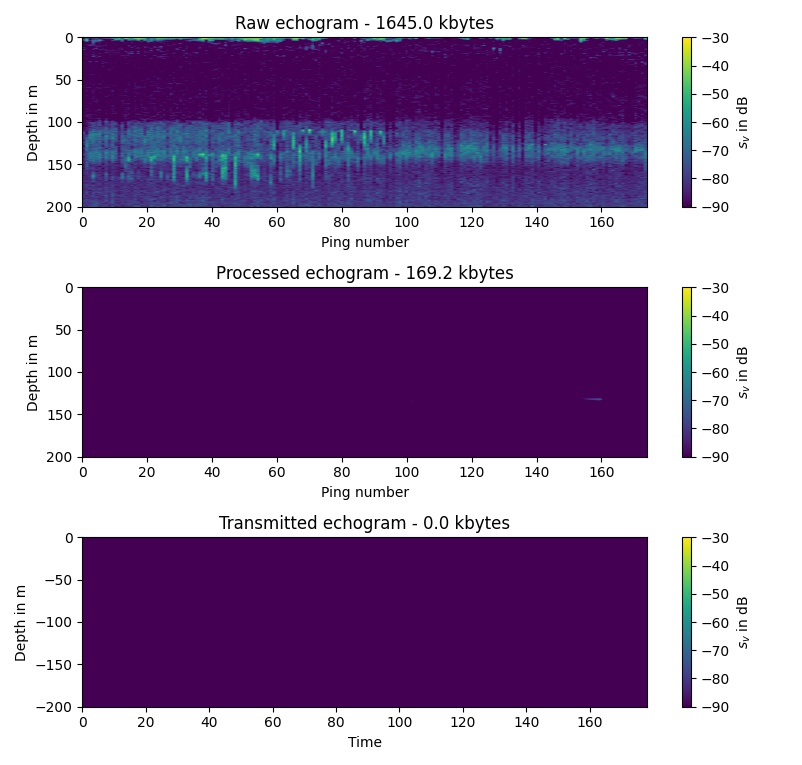 Raw echogram - 1645.0 kbytes
0
50
100
150
200
Depth in m
0 20 40 60 80 100 120 140 160
Ping number
−30
−40
−50
−60
−70
−80
−90
sv in dB
Processed echogram - 169.2 kbytes
0
50
100
150
200
Depth in m
0 20 40 60 80 100 120 140 160
Ping number
−30
−40
−50
−60
−70
−80
−90
sv in dB
Transmitted echogram - 0.0 kbytes
0
−50
−100
−150
−200
Depth in m
0 20 40 60 80 100 120 140 160
Time
−30
−40
−50
−60
−70
−80
−90
sv in dB